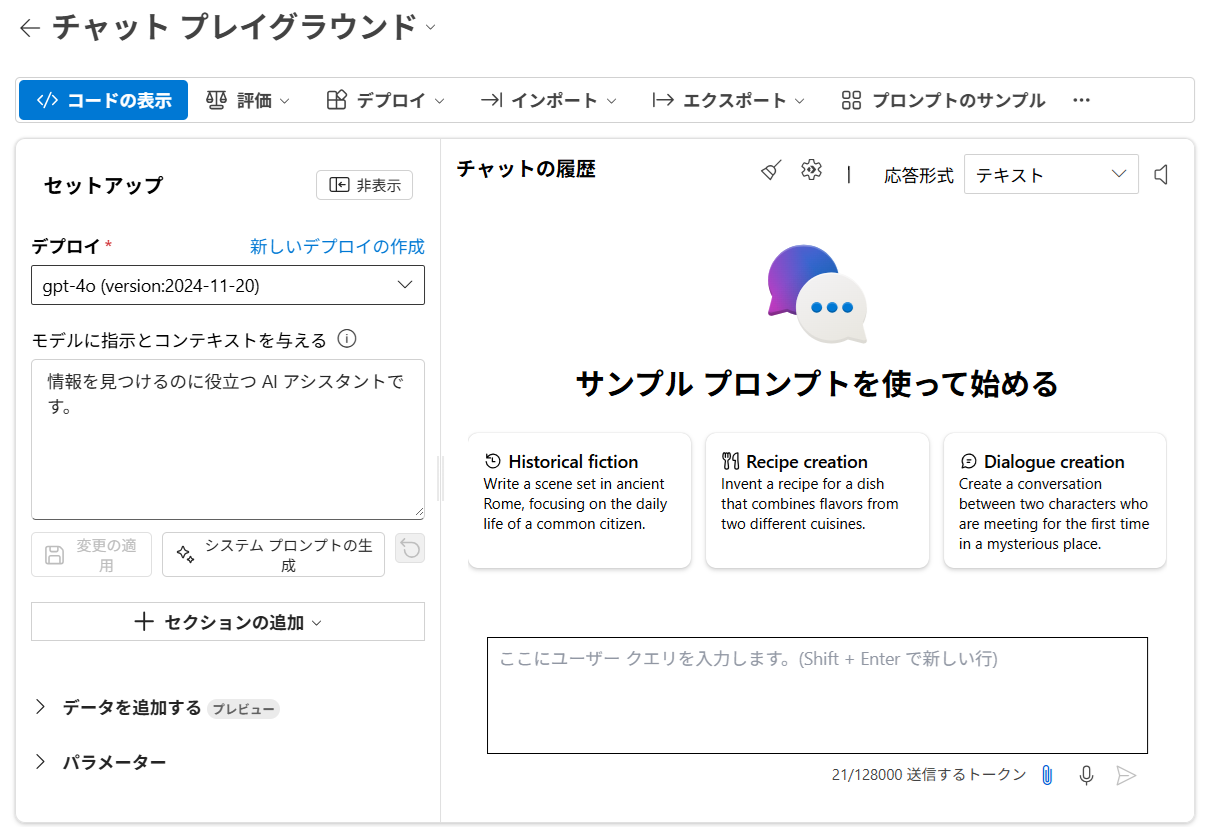 チャット プレイグラウンド
コードの表示
評価
デプロイ
インポート
エクスポート
プロンプトのサンプル
セットアップ
非表示
デプロイ*
新しいデプロイの作成
gpt-4o (version:2024-11-20)
モデルに指示とコンテキストを与える
情報を見つけるのに役立つ AI アシスタントで
す。
変更の適
用
システム プロンプトの生
成
セクションの追加
データを追加する プレビュー
パラメーター
チャットの履歴
応答形式
テキスト
サンプル プロンプトを使って始める
Historical fiction
Write a scene set in ancient
Rome, focusing on the daily
life of a common citizen.
Recipe creation
Invent a recipe for a dish
that combines flavors from
two different cuisines.
Dialogue creation
Create a conversation
between two characters who
are meeting for the first time
in a mysterious place.
ここにユーザー クエリを入力します。(Shift + Enter で新しい行)
21/128000 送信するトークン